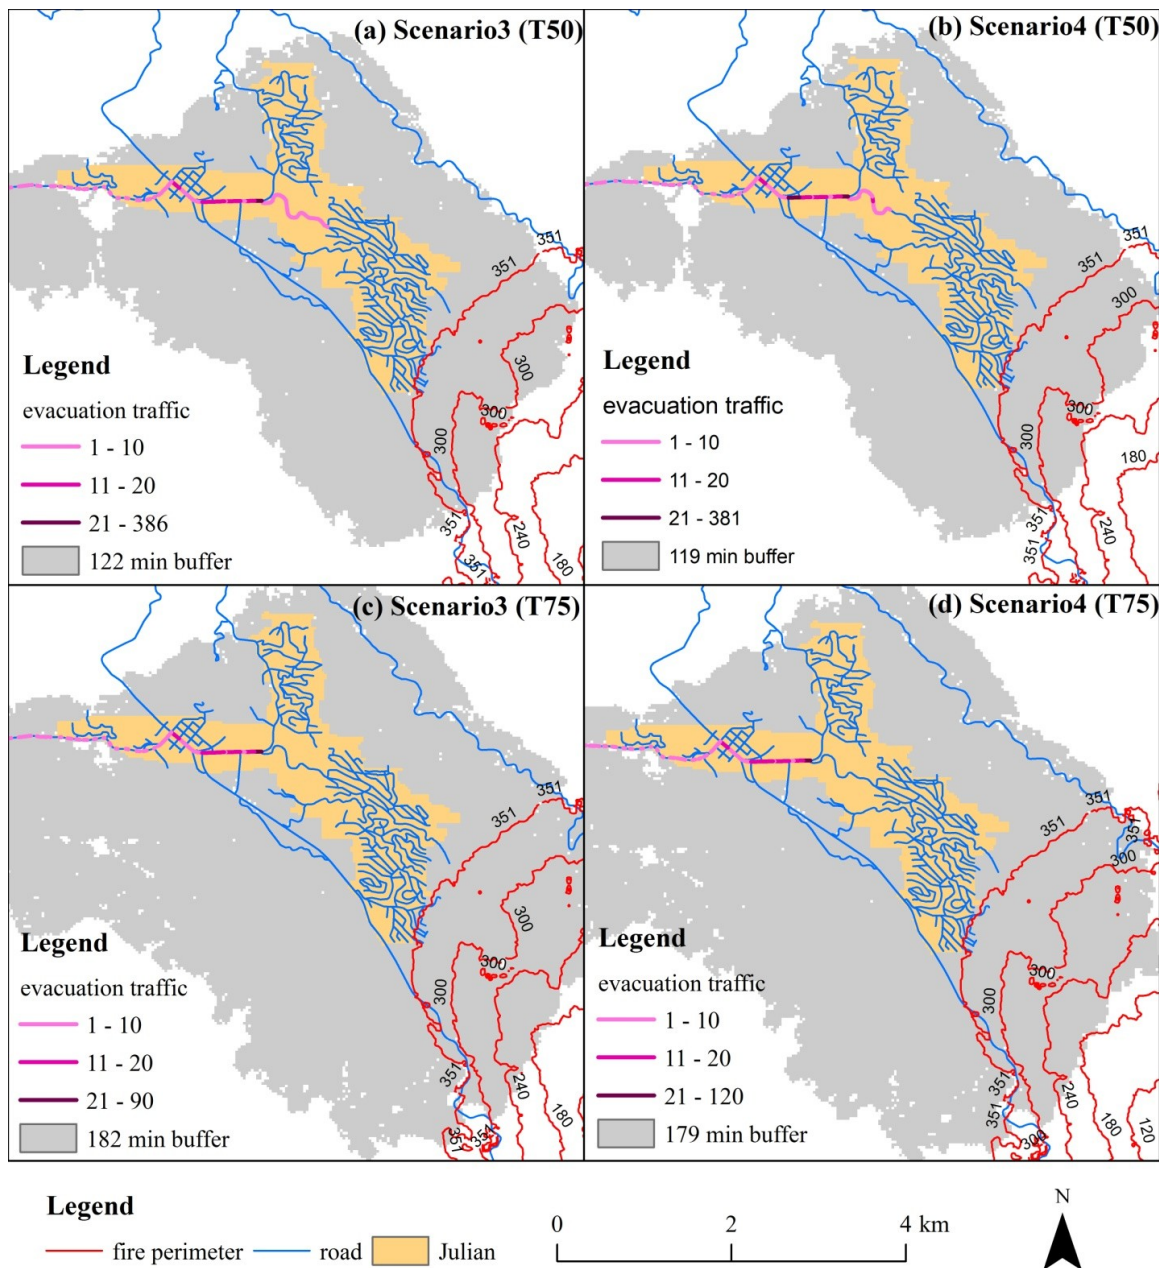 (a) Scenario3 (T50)
351
351
300
300
300
240
180
351
351
Legend
evacuation traffic
1 - 10
11 - 20
21 - 386
122 min buffer
(b) Scenario4 (T50)
351
351
300
300
300
180
240
351
351
Legend
evacuation traffic
1 - 10
11 - 20
21 - 381
119 min buffer
(c) Scenario3 (T75)
351
351
300
300
300
240
180
351
351
351
Legend
evacuation traffic
1 - 10
11 - 20
21 - 90
182 min buffer
(d) Scenario4 (T75)
351
351
351
300
300
300
240
180
120
351
351
300
Legend
evacuation traffic
1 - 10
11 - 20
21 - 120
179 min buffer
Legend
fire perimeter
road
Julian
0
2
4 km
N